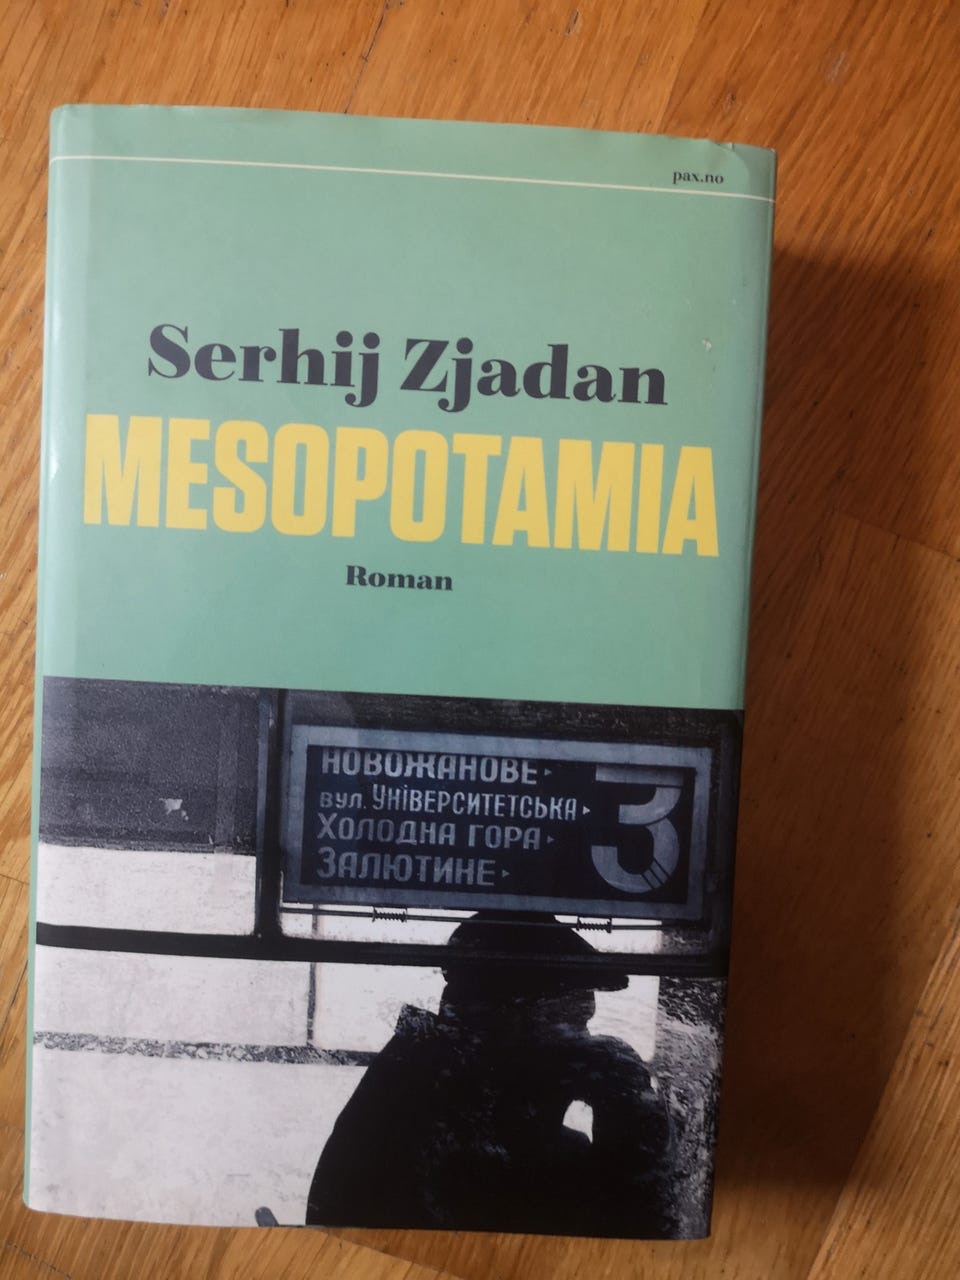 pax.no
Serhij Zjadan
MESOPOTAMIA
Roman
НОВОЖАНОВЕ
вул. УНІВЕРСИТЕТСЬКА
ХОЛОДНА ГОРА
ЗАЛЮТИНЕ
3